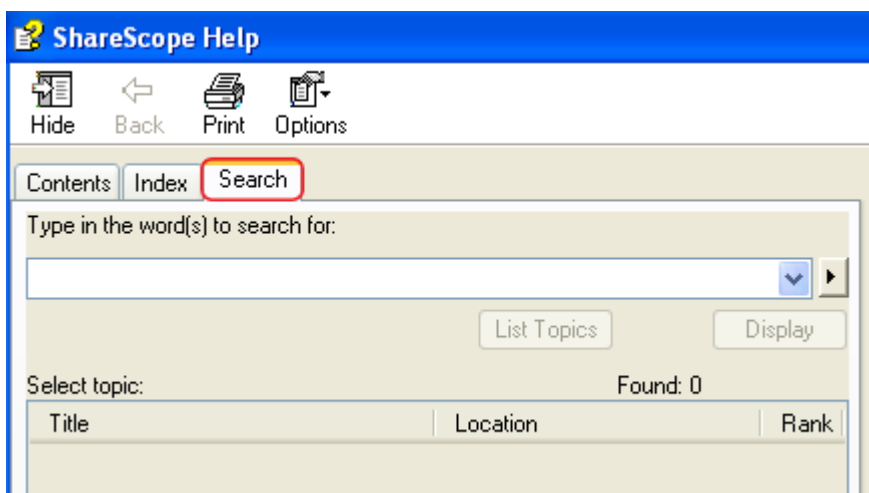 ShareScope Help
Hide Back Print Options
Contents Index Search
Type in the word(s) to search for:
List Topics Display
Select topic: Found: 0
Title Location Rank